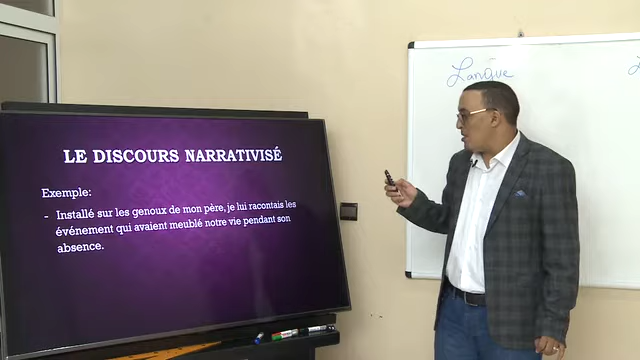 Langue
LE DISCOURS NARRATIVISÉ
Exemple:
- Installé sur les genoux de mon père, je lui racontais les
événement qui avaient meublé notre vie pendant son
absence.